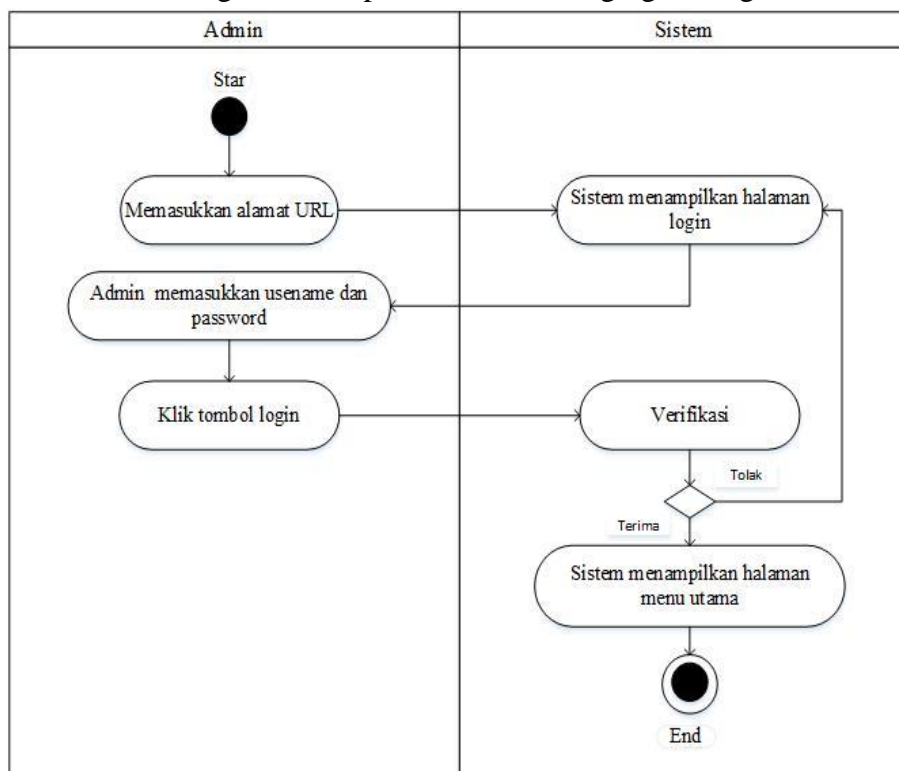 Admin
Sistem
Star
Memasukkan alamat URL
Sistem menampilkan halaman
login
Admin memasukkan usename dan
password
Klik tombol login
Verifikasi
Tolak
Terima
Sistem menampilkan halaman
menu utama
End